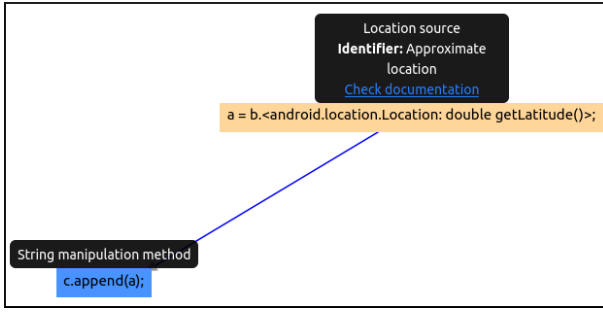 Location source
Identifier: Approximate
location
Check documentation
a = b.<android.location.Location: double getLatitude()>;
String manipulation method
c.append(a);